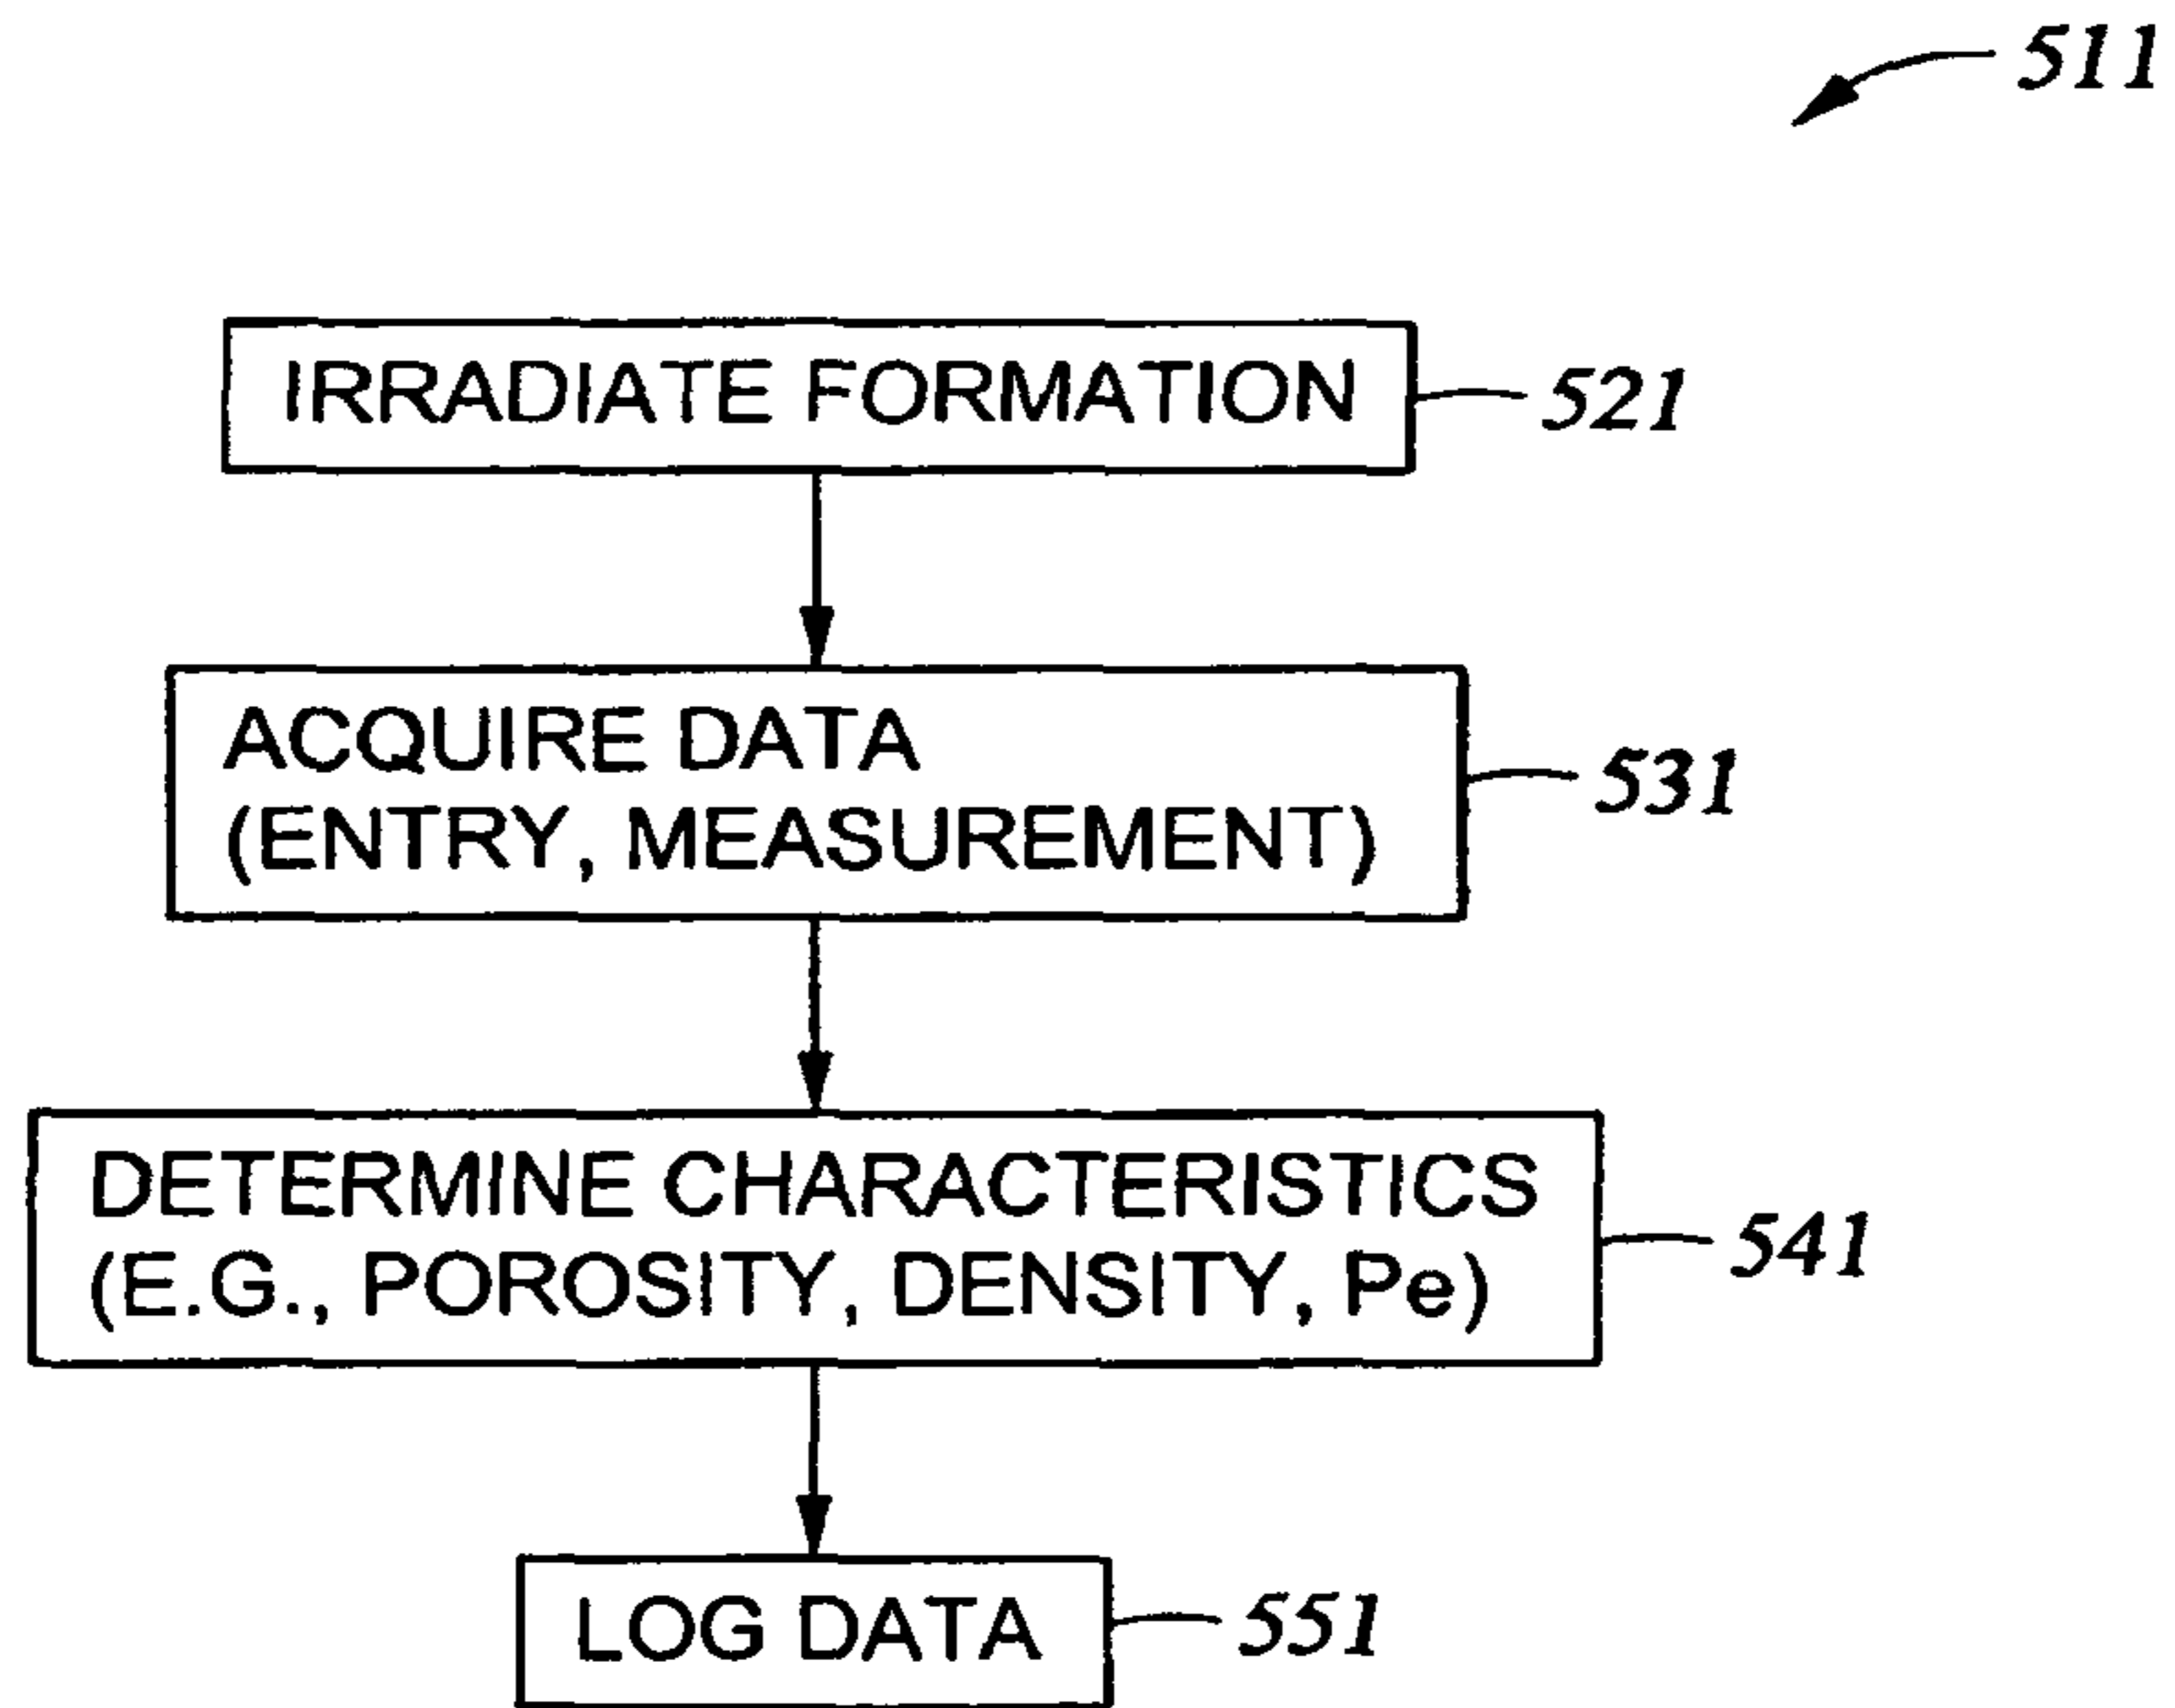 511
IRRADIATE FORMATION
521
ACQUIRE DATA
(ENTRY, MEASUREMENT)
531
DETERMINE CHARACTERISTICS
(E.G., POROSITY, DENSITY, Pe)
541
LOG DATA
551